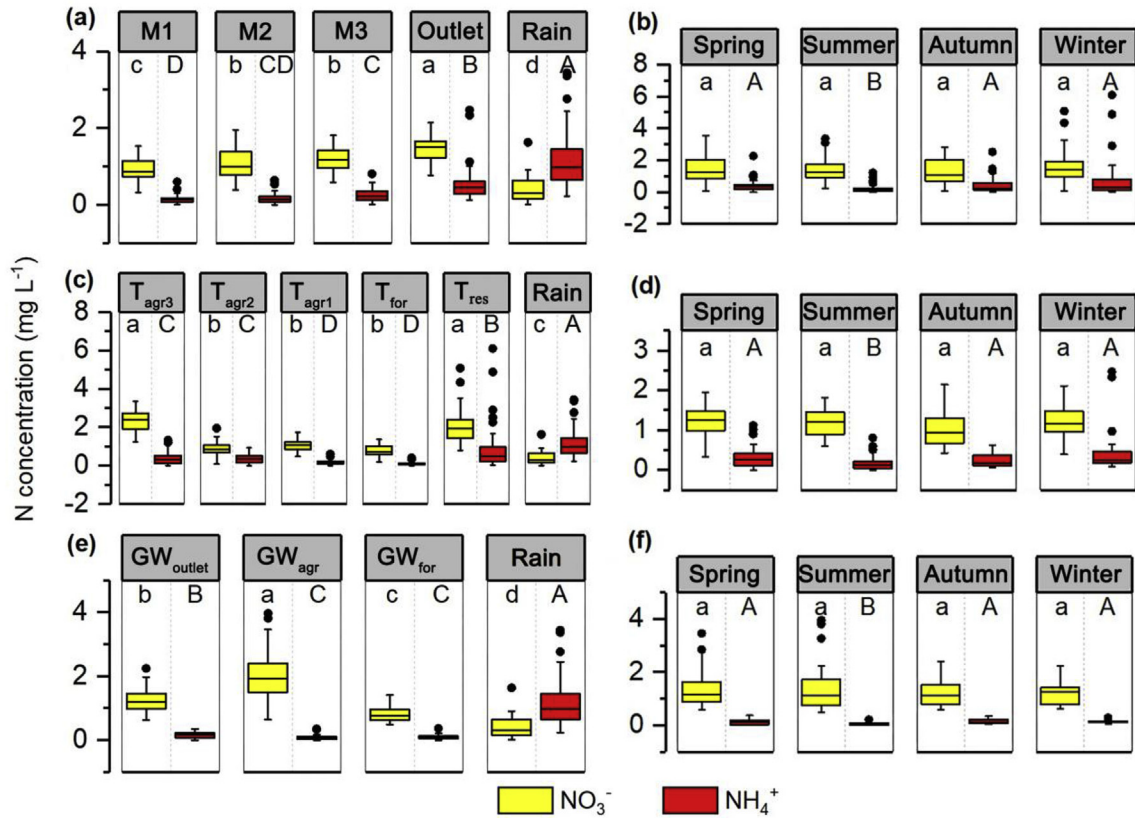 (a) M1 M2 M3 Outlet Rain
c D b CD b C a B d A
4
2
0
(b) Spring Summer Autumn Winter
a A a B a A a A
8
6
4
2
0
-2
(c) Tagr3 Tagr2 Tagr1 Tfor Tres Rain
a C b C b D b D a B c A
8
6
4
2
0
-2
(d) Spring Summer Autumn Winter
a A a B a A a A
3
2
1
0
N concentration (mg L-1)
(e) GWoutlet GWagr GWfor Rain
b B a C c C d A
4
2
0
(f) Spring Summer Autumn Winter
a A a B a A a A
4
2
0
NO3- NH4+